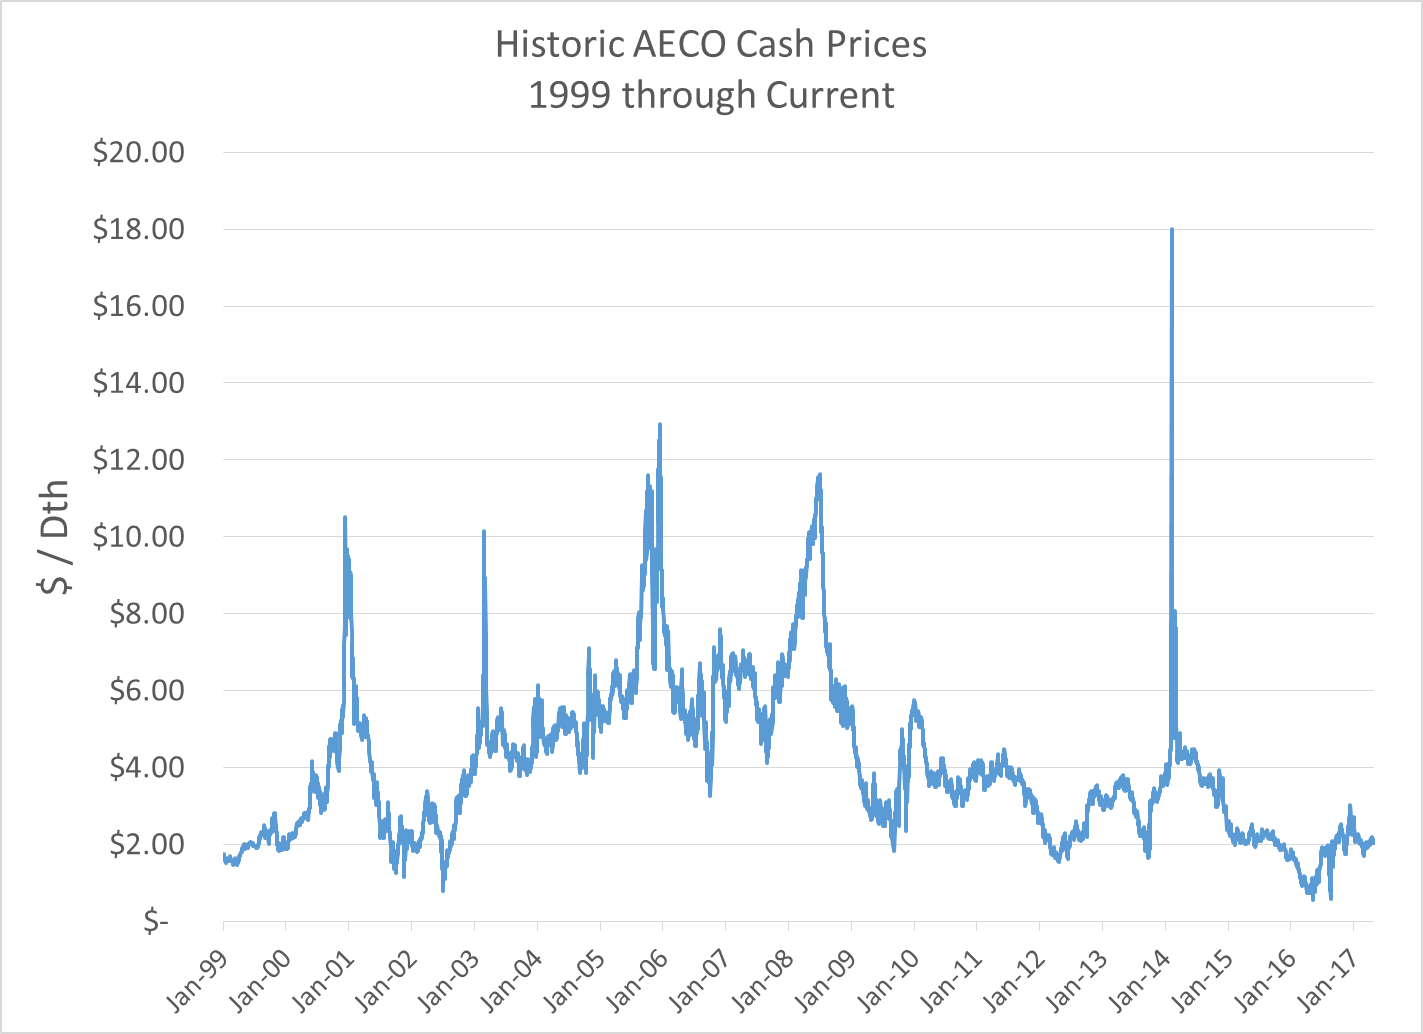 Historic AECO Cash Prices
1999 through Current
$20.00
$18.00
$16.00
$14.00
$12.00
$10.00
$8.00
$6.00
$4.00
$2.00
$-
$ / Dth
Jan-99
Jan-00
Jan-01
Jan-02
Jan-03
Jan-04
Jan-05
Jan-06
Jan-07
Jan-08
Jan-09
Jan-10
Jan-11
Jan-12
Jan-13
Jan-14
Jan-15
Jan-16
Jan-17